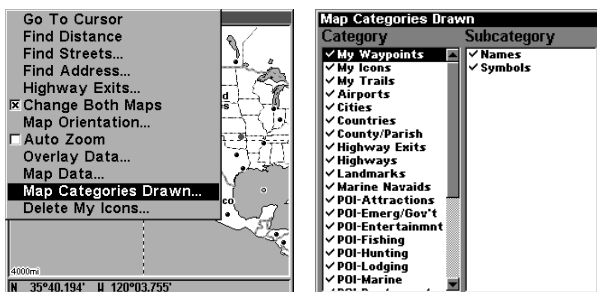 Go To Cursor
Find Distance
Find Streets...
Find Address...
Highway Exits...
Change Both Maps
Map Orientation...
Auto Zoom
Overlay Data...
Map Data...
Map Categories Drawn...
Delete My Icons...
4000mi
N 35°40.194' W 120°03.755'
Map Categories Drawn
Category Subcategory
My Waypoints
My Icons
My Trails
Airports
Cities
Countries
County/Parish
Highway Exits
Highways
Landmarks
Marine Navaids
POI-Attractions
POI-Emerg/Gov't
POI-Entertainmnt
POI-Fishing
POI-Hunting
POI-Lodging
POI-Marine
Names
Symbols